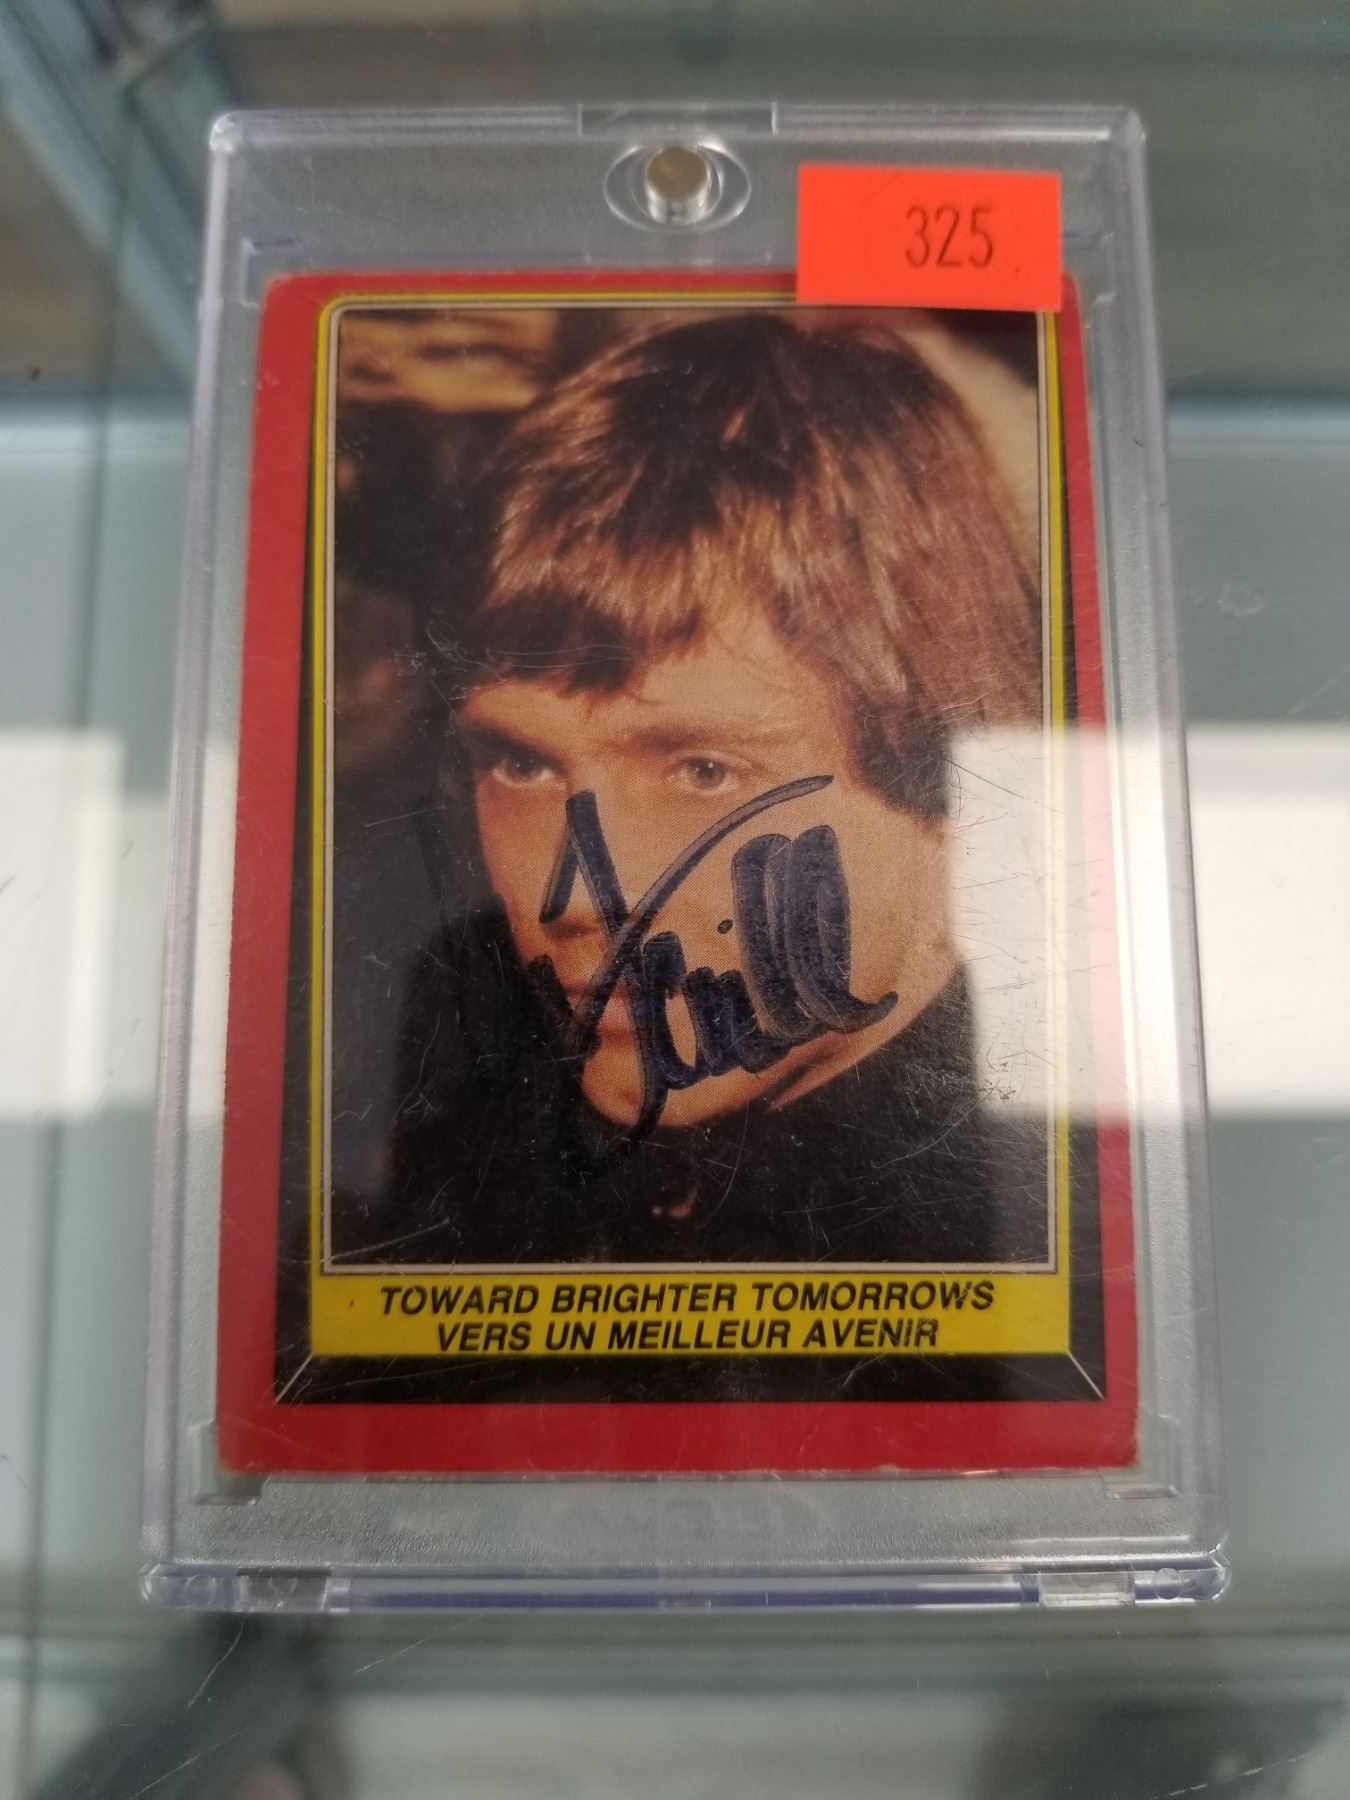 325
TOWARD BRIGHTER TOMORROWS
VERS UN MEILLEUR AVENIR